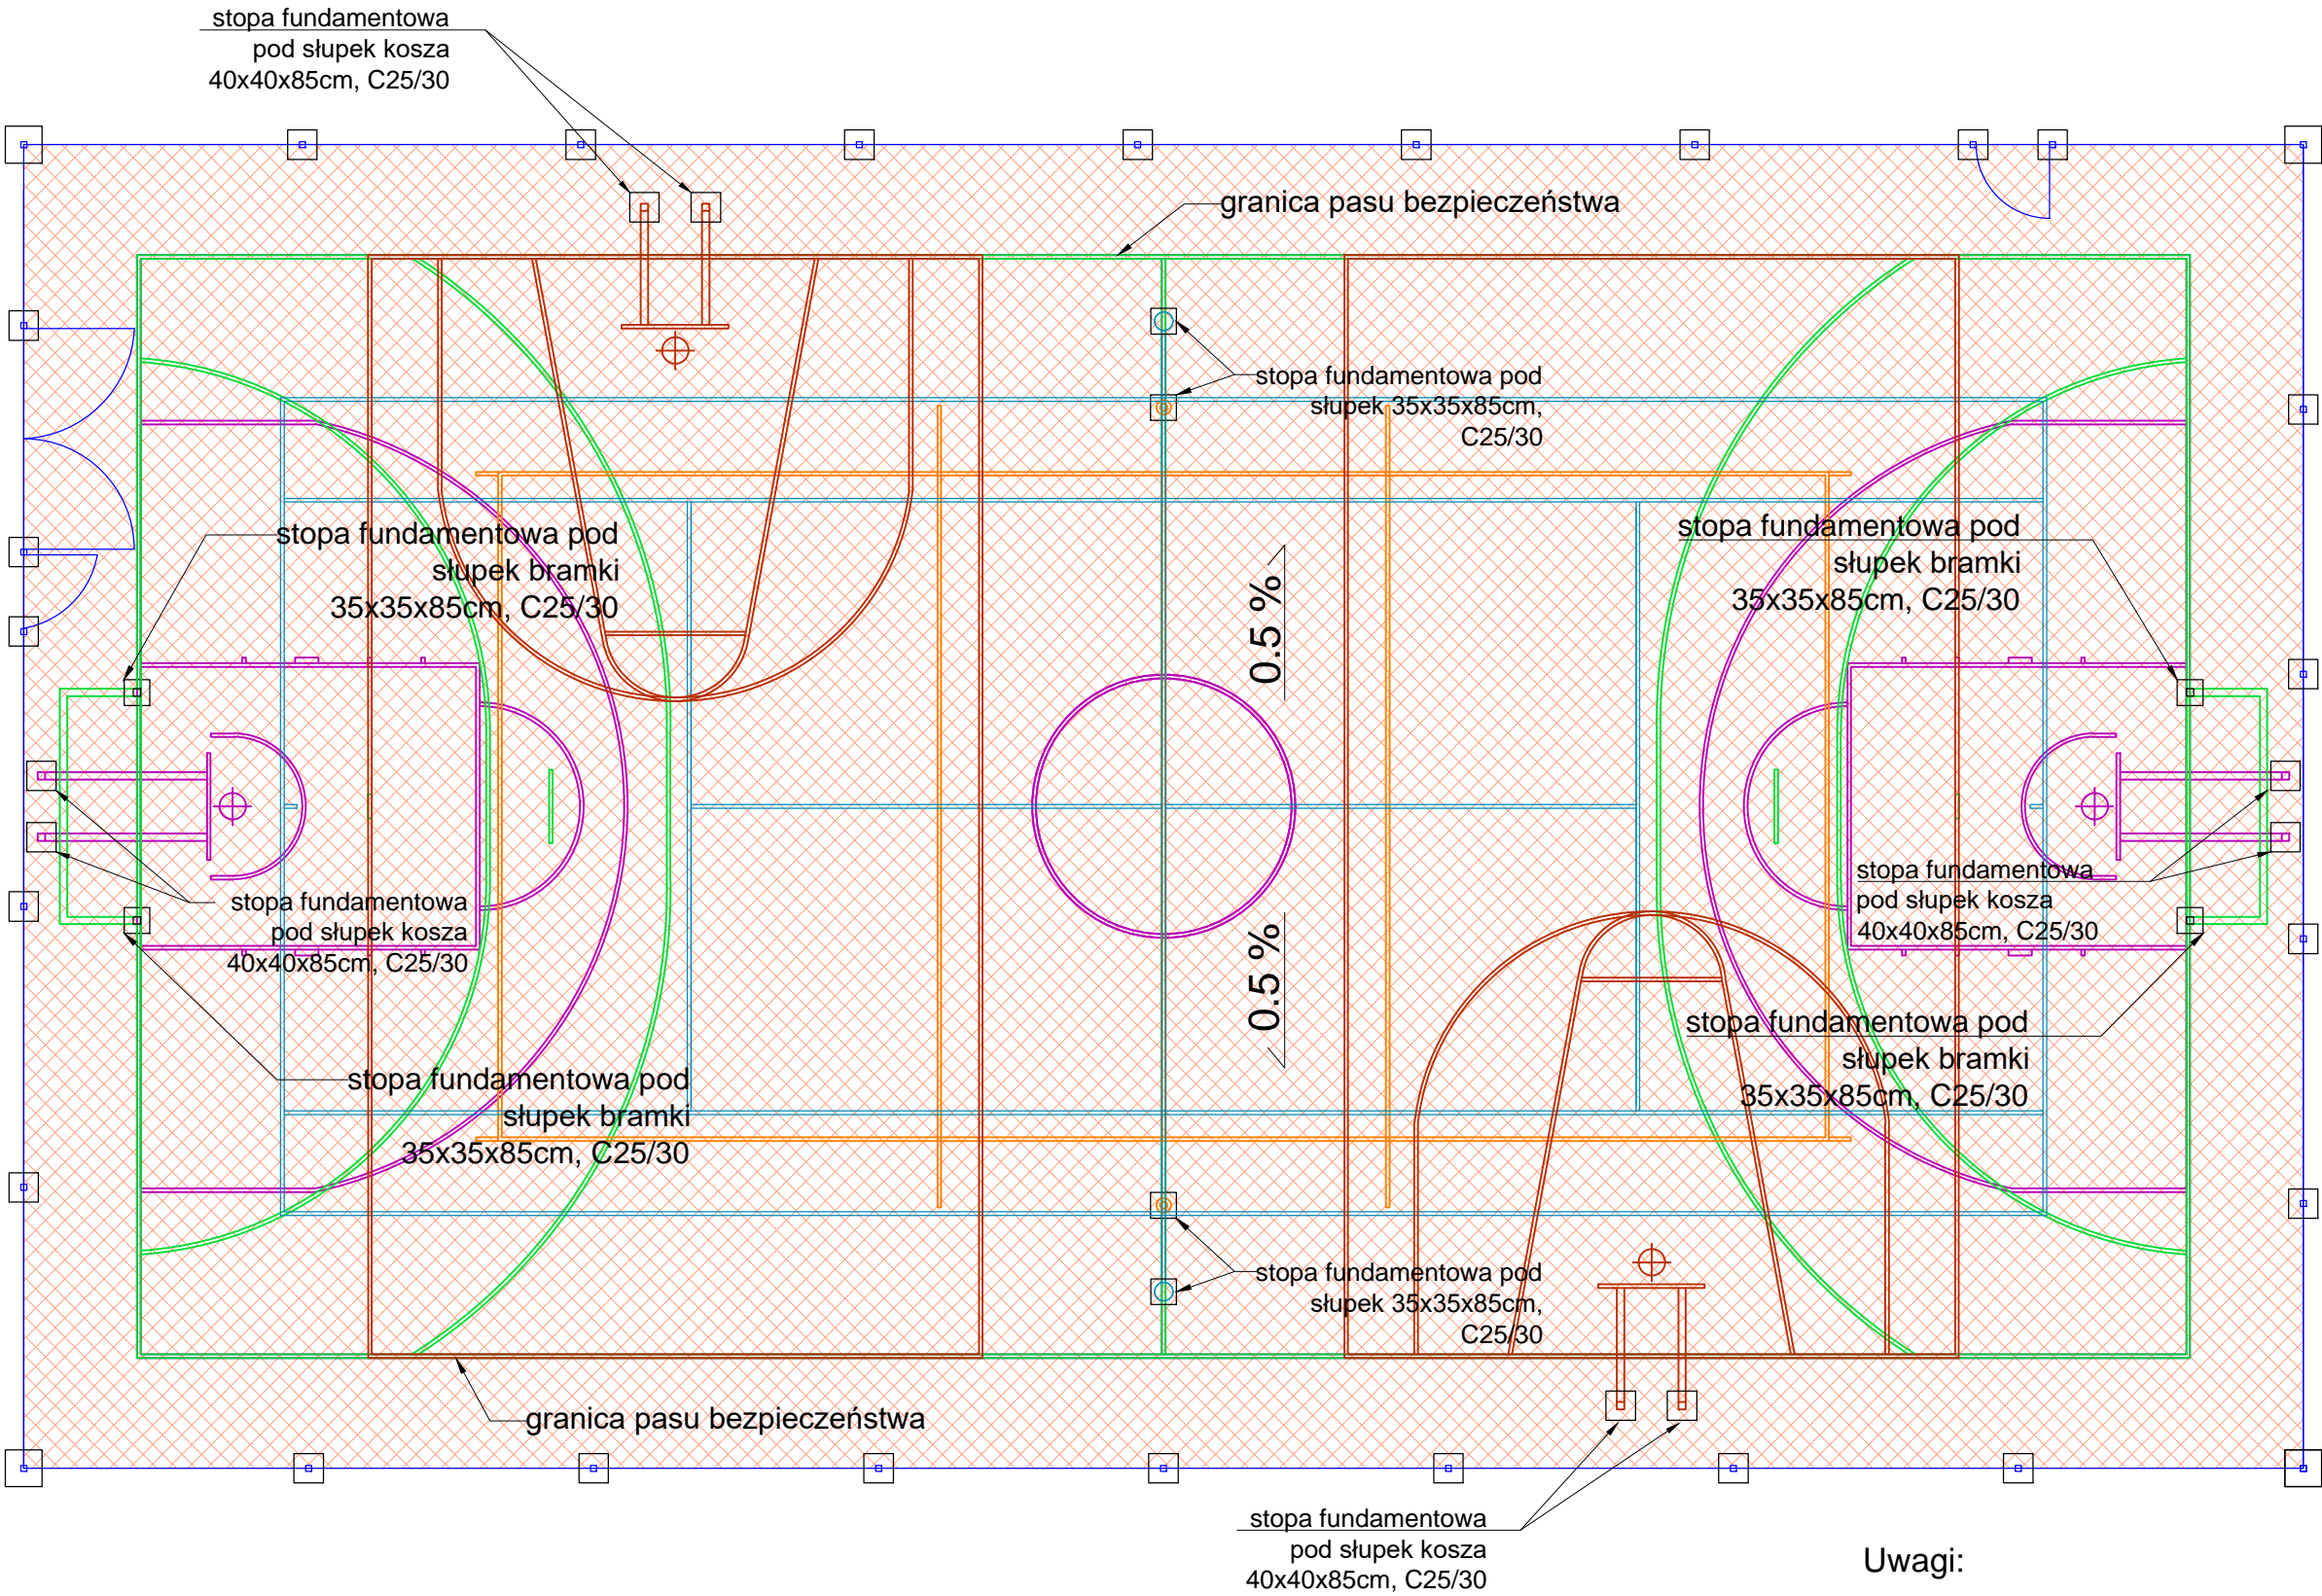 stopa fundamentowa
pod słupek kosza
40x40x85cm, C25/30
granica pasu bezpieczeństwa
stopa fundamentowa pod
słupek 35x35x85cm,
C25/30
stopa fundamentowa pod
słupek bramki
35x35x85cm, C25/30
stopa fundamentowa pod
słupek bramki
35x35x85cm, C25/30
0.5 %
stopa fundamentowa
pod słupek kosza
40x40x85cm, C25/30
stopa fundamentowa
pod słupek kosza
40x40x85cm, C25/30
0.5 %
stopa fundamentowa pod
słupek bramki
35x35x85cm, C25/30
stopa fundamentowa pod
słupek bramki
35x35x85cm, C25/30
stopa fundamentowa pod
słupek 35x35x85cm,
C25/30
granica pasu bezpieczeństwa
stopa fundamentowa
pod słupek kosza
40x40x85cm, C25/30
Uwagi: